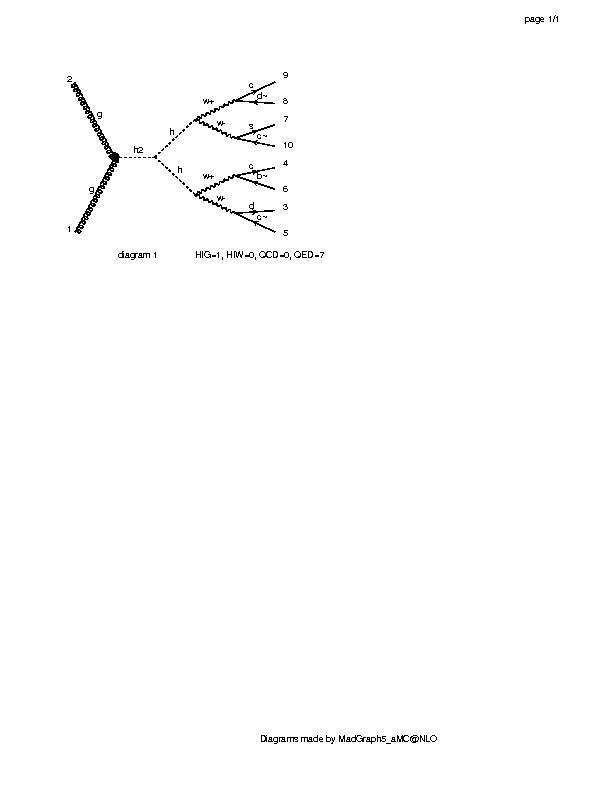 page 1/1
9
2
c
w+
d~
8
g
7
h
s
w-
c~
10
h2
4
h
c
w+
b~
6
g
w-
d
3
c~
1
5
diagram 1 HIG=1, HIW=0, QCD=0, QED=7
Diagrams made by MadGraph5_aMC@NLO